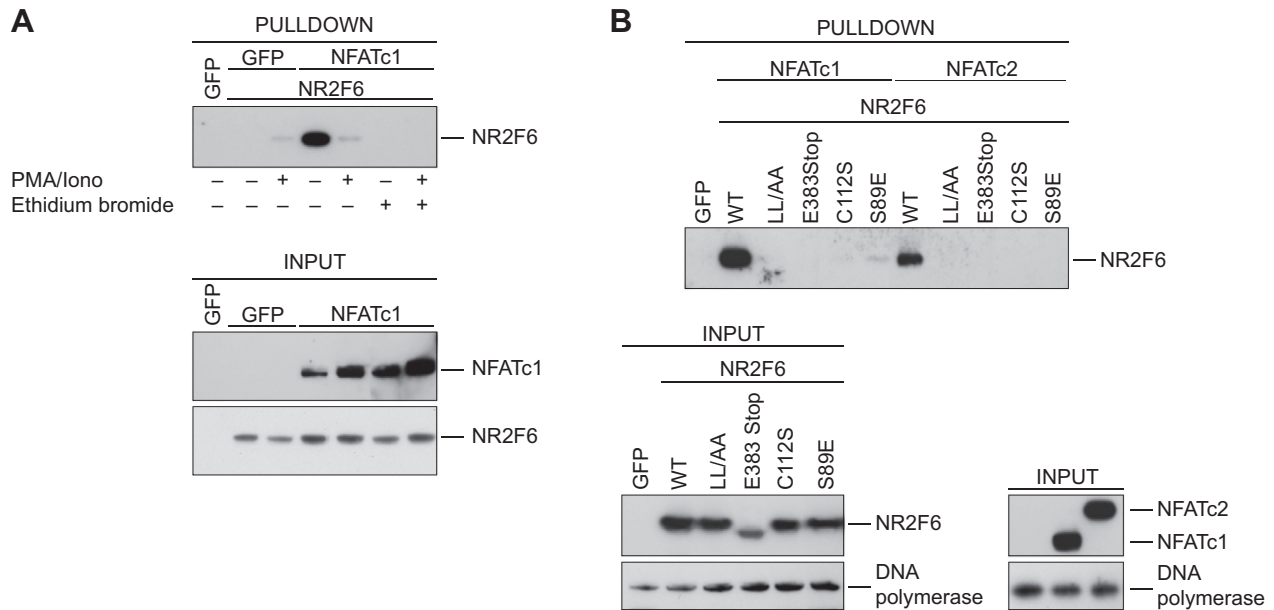 A
PULLDOWN
GFP
GFP NFATc1
NR2F6
NR2F6
PMA/Iono – – + – + – +
Ethidium bromide – – – – – + +
INPUT
GFP
GFP NFATc1
NFATc1
NR2F6
B
PULLDOWN
NFATc1 NFATc2
NR2F6
GFP WT LL/AA E383Stop C112S S89E WT LL/AA E383Stop C112S S89E
NR2F6
INPUT
NR2F6
GFP WT LL/AA E383 Stop C112S S89E
NR2F6
DNA
polymerase
INPUT
NFATc2
NFATc1
DNA
polymerase